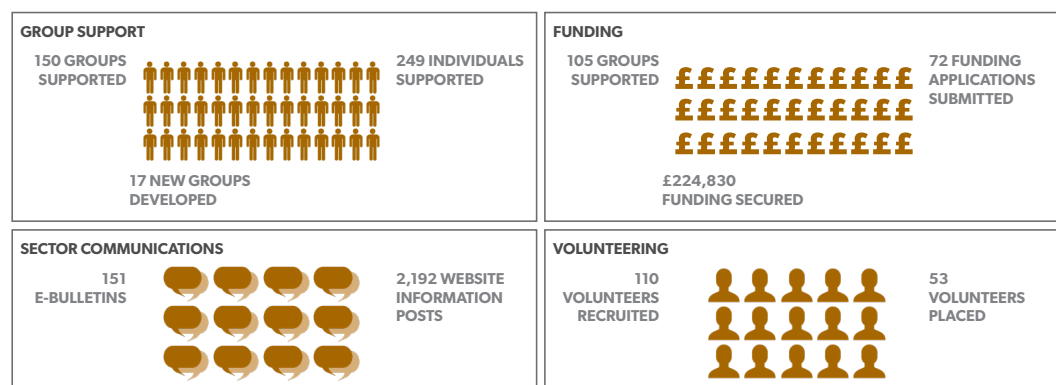 GROUP SUPPORT
150 GROUPS
SUPPORTED
249 INDIVIDUALS
SUPPORTED
17 NEW GROUPS
DEVELOPED
FUNDING
105 GROUPS
SUPPORTED
£££££££££££
£££££££££££
£££££££££££
72 FUNDING
APPLICATIONS
SUBMITTED
£224,830
FUNDING SECURED
SECTOR COMMUNICATIONS
151
E-BULLETINS
2,192 WEBSITE
INFORMATION
POSTS
VOLUNTEERING
110
VOLUNTEERS
RECRUITED
53
VOLUNTEERS
PLACED